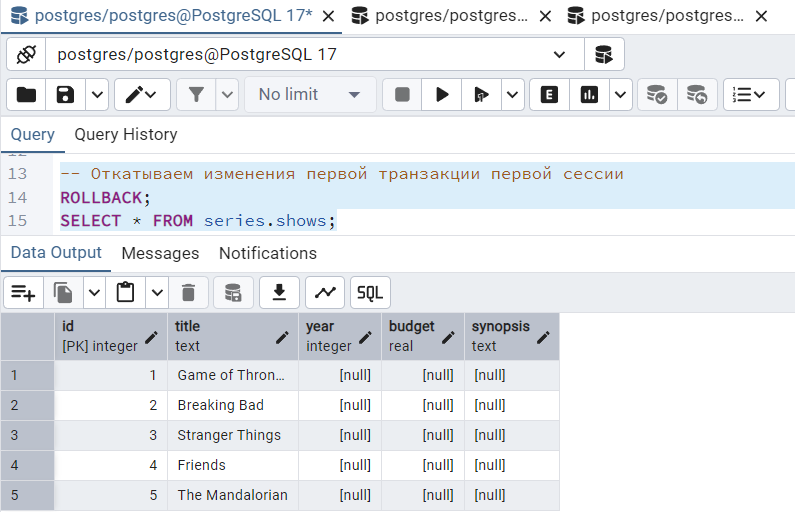 postgres/postgres@PostgreSQL 17*
postgres/postgres...
postgres/postgres...
postgres/postgres@PostgreSQL 17
No limit
Query Query History
13 -- Откатываем изменения первой транзакции первой сессии
14 ROLLBACK;
15 SELECT * FROM series.shows;
Data Output Messages Notifications
SQL
id title year budget synopsis
[PK] integer text integer real text
1 1 Game of Thron... [null] [null] [null]
2 2 Breaking Bad [null] [null] [null]
3 3 Stranger Things [null] [null] [null]
4 4 Friends [null] [null] [null]
5 5 The Mandalorian [null] [null] [null]